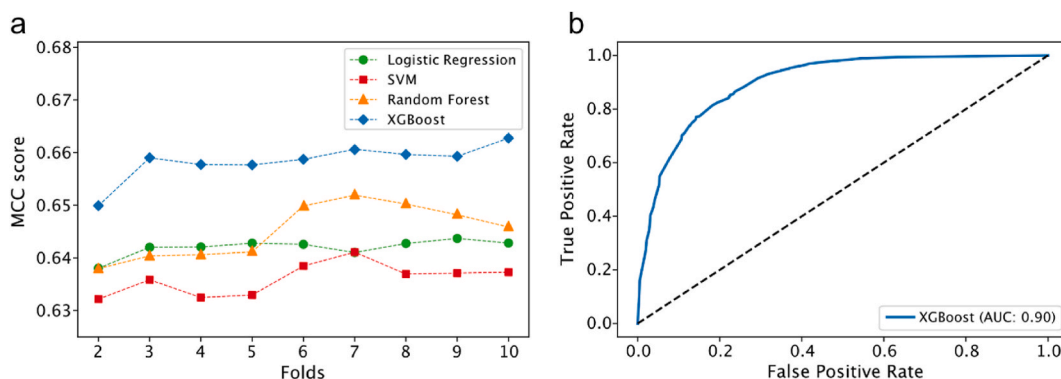 a
0.68
0.67
0.66
0.65
0.64
0.63
MCC score
2 3 4 5 6 7 8 9 10
Folds
Logistic Regression
SVM
Random Forest
XGBoost
b
1.0
0.8
0.6
0.4
0.2
0.0
True Positive Rate
0.0 0.2 0.4 0.6 0.8 1.0
False Positive Rate
XGBoost (AUC: 0.90)